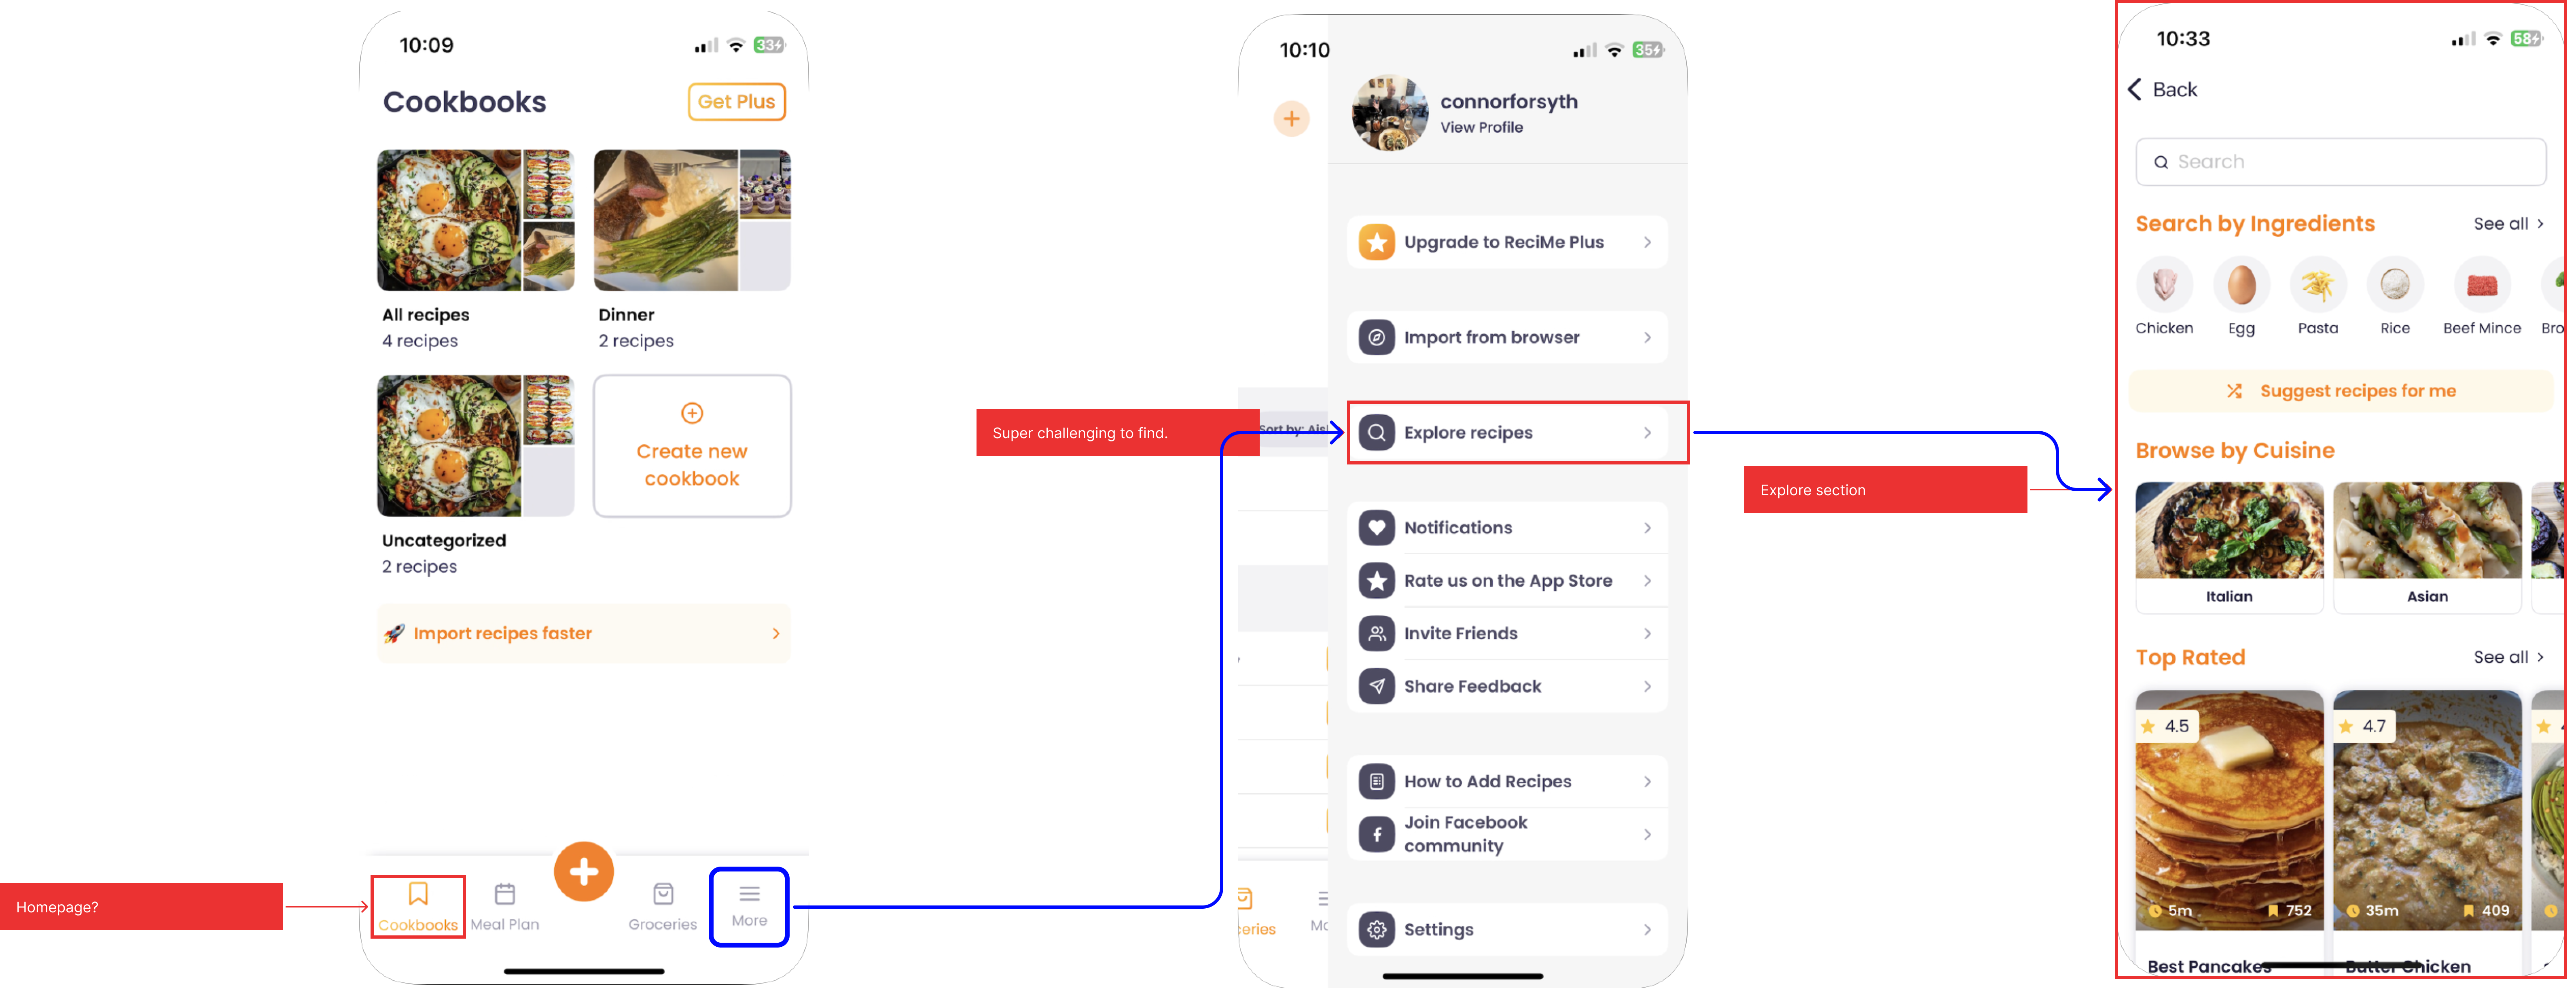 Homepage?
10:09
33
Cookbooks
Get Plus
All recipes
4 recipes
Dinner
2 recipes
Create new
cookbook
Uncategorized
2 recipes
Import recipes faster
Cookbooks
Meal Plan
Groceries
More
Super challenging to find.
10:10
35
connorforsyth
View Profile
Upgrade to ReciMe Plus
Import from browser
Sort by: Aisl
Explore recipes
Notifications
Rate us on the App Store
Invite Friends
Share Feedback
How to Add Recipes
Join Facebook
community
Settings
ceries
Mo
Explore section
10:33
58
Back
Search
Search by Ingredients
See all
Chicken
Egg
Pasta
Rice
Beef Mince
Bro
Suggest recipes for me
Browse by Cuisine
Italian
Asian
Top Rated
See all
4.5
4.7
5m
752
35m
409
Best Pancakes
Butter Chicken